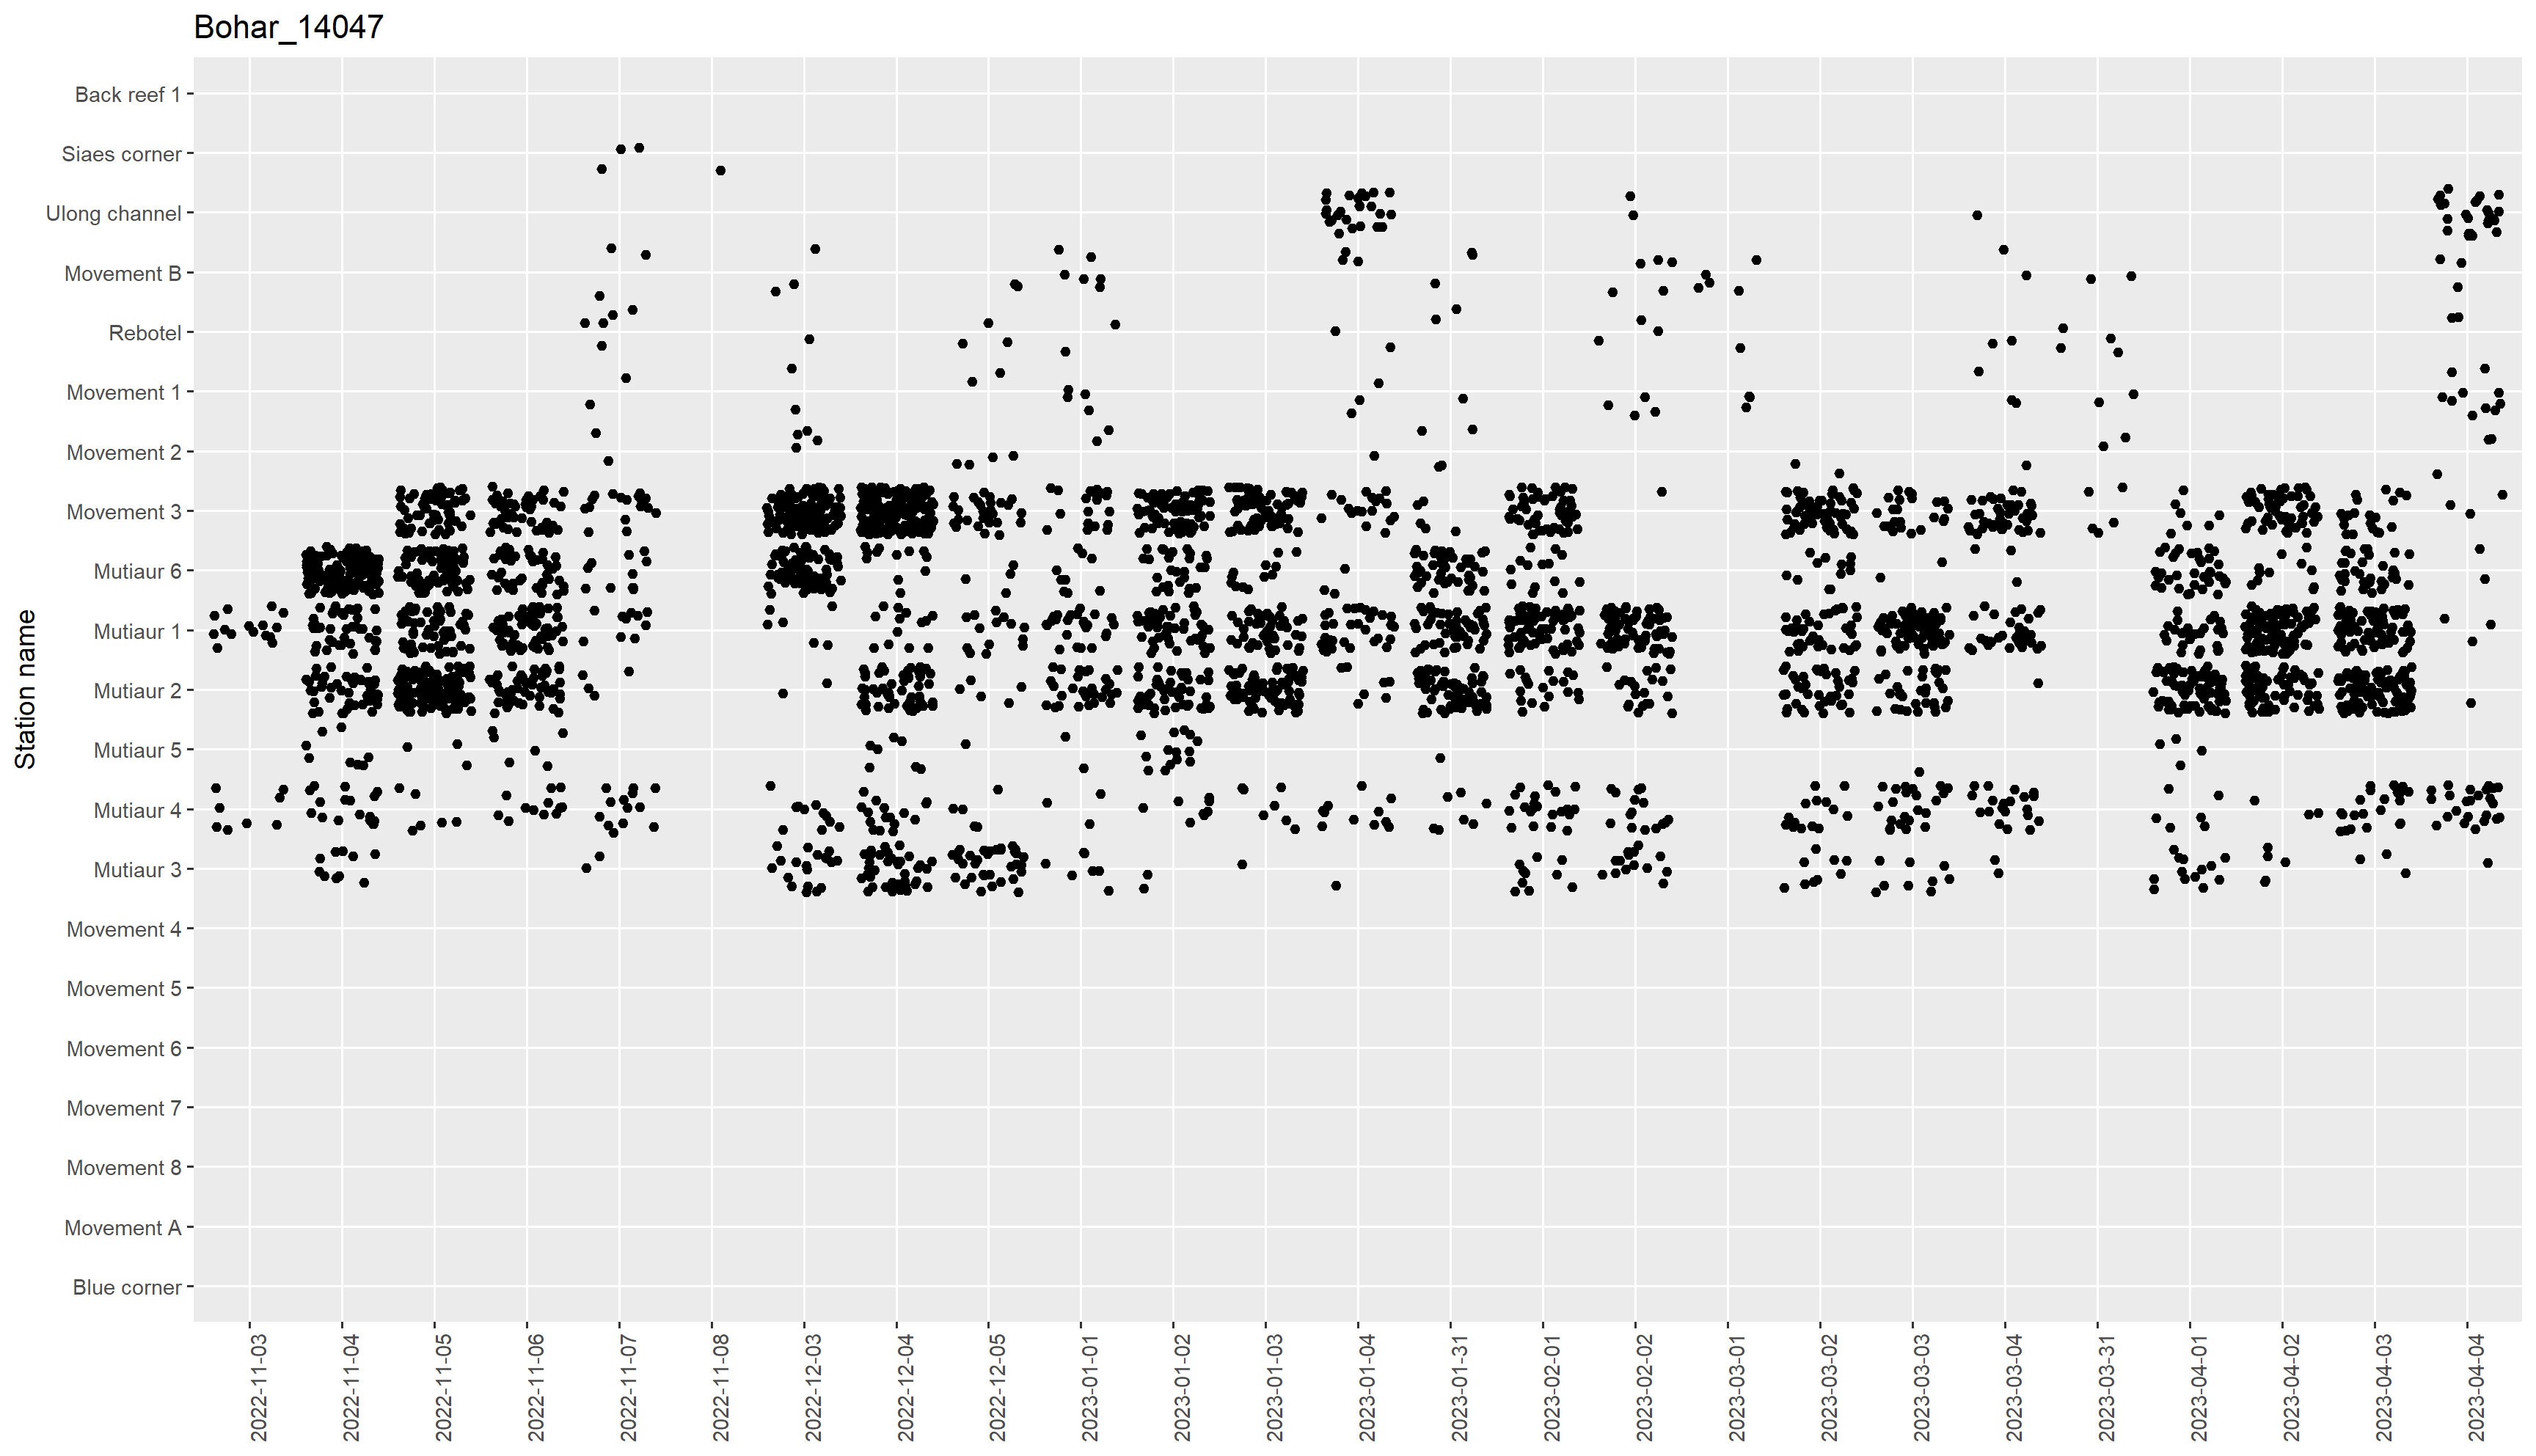 Bohar_14047
Station name
Back reef 1
Siaes corner
Ulong channel
Movement B
Rebotel
Movement 1
Movement 2
Movement 3
Mutiaur 6
Mutiaur 1
Mutiaur 2
Mutiaur 5
Mutiaur 4
Mutiaur 3
Movement 4
Movement 5
Movement 6
Movement 7
Movement 8
Movement A
Blue corner
2022-11-03
2022-11-04
2022-11-05
2022-11-06
2022-11-07
2022-11-08
2022-12-03
2022-12-04
2022-12-05
2023-01-01
2023-01-02
2023-01-03
2023-01-04
2023-01-31
2023-02-01
2023-02-02
2023-03-01
2023-03-02
2023-03-03
2023-03-04
2023-03-31
2023-04-01
2023-04-02
2023-04-03
2023-04-04